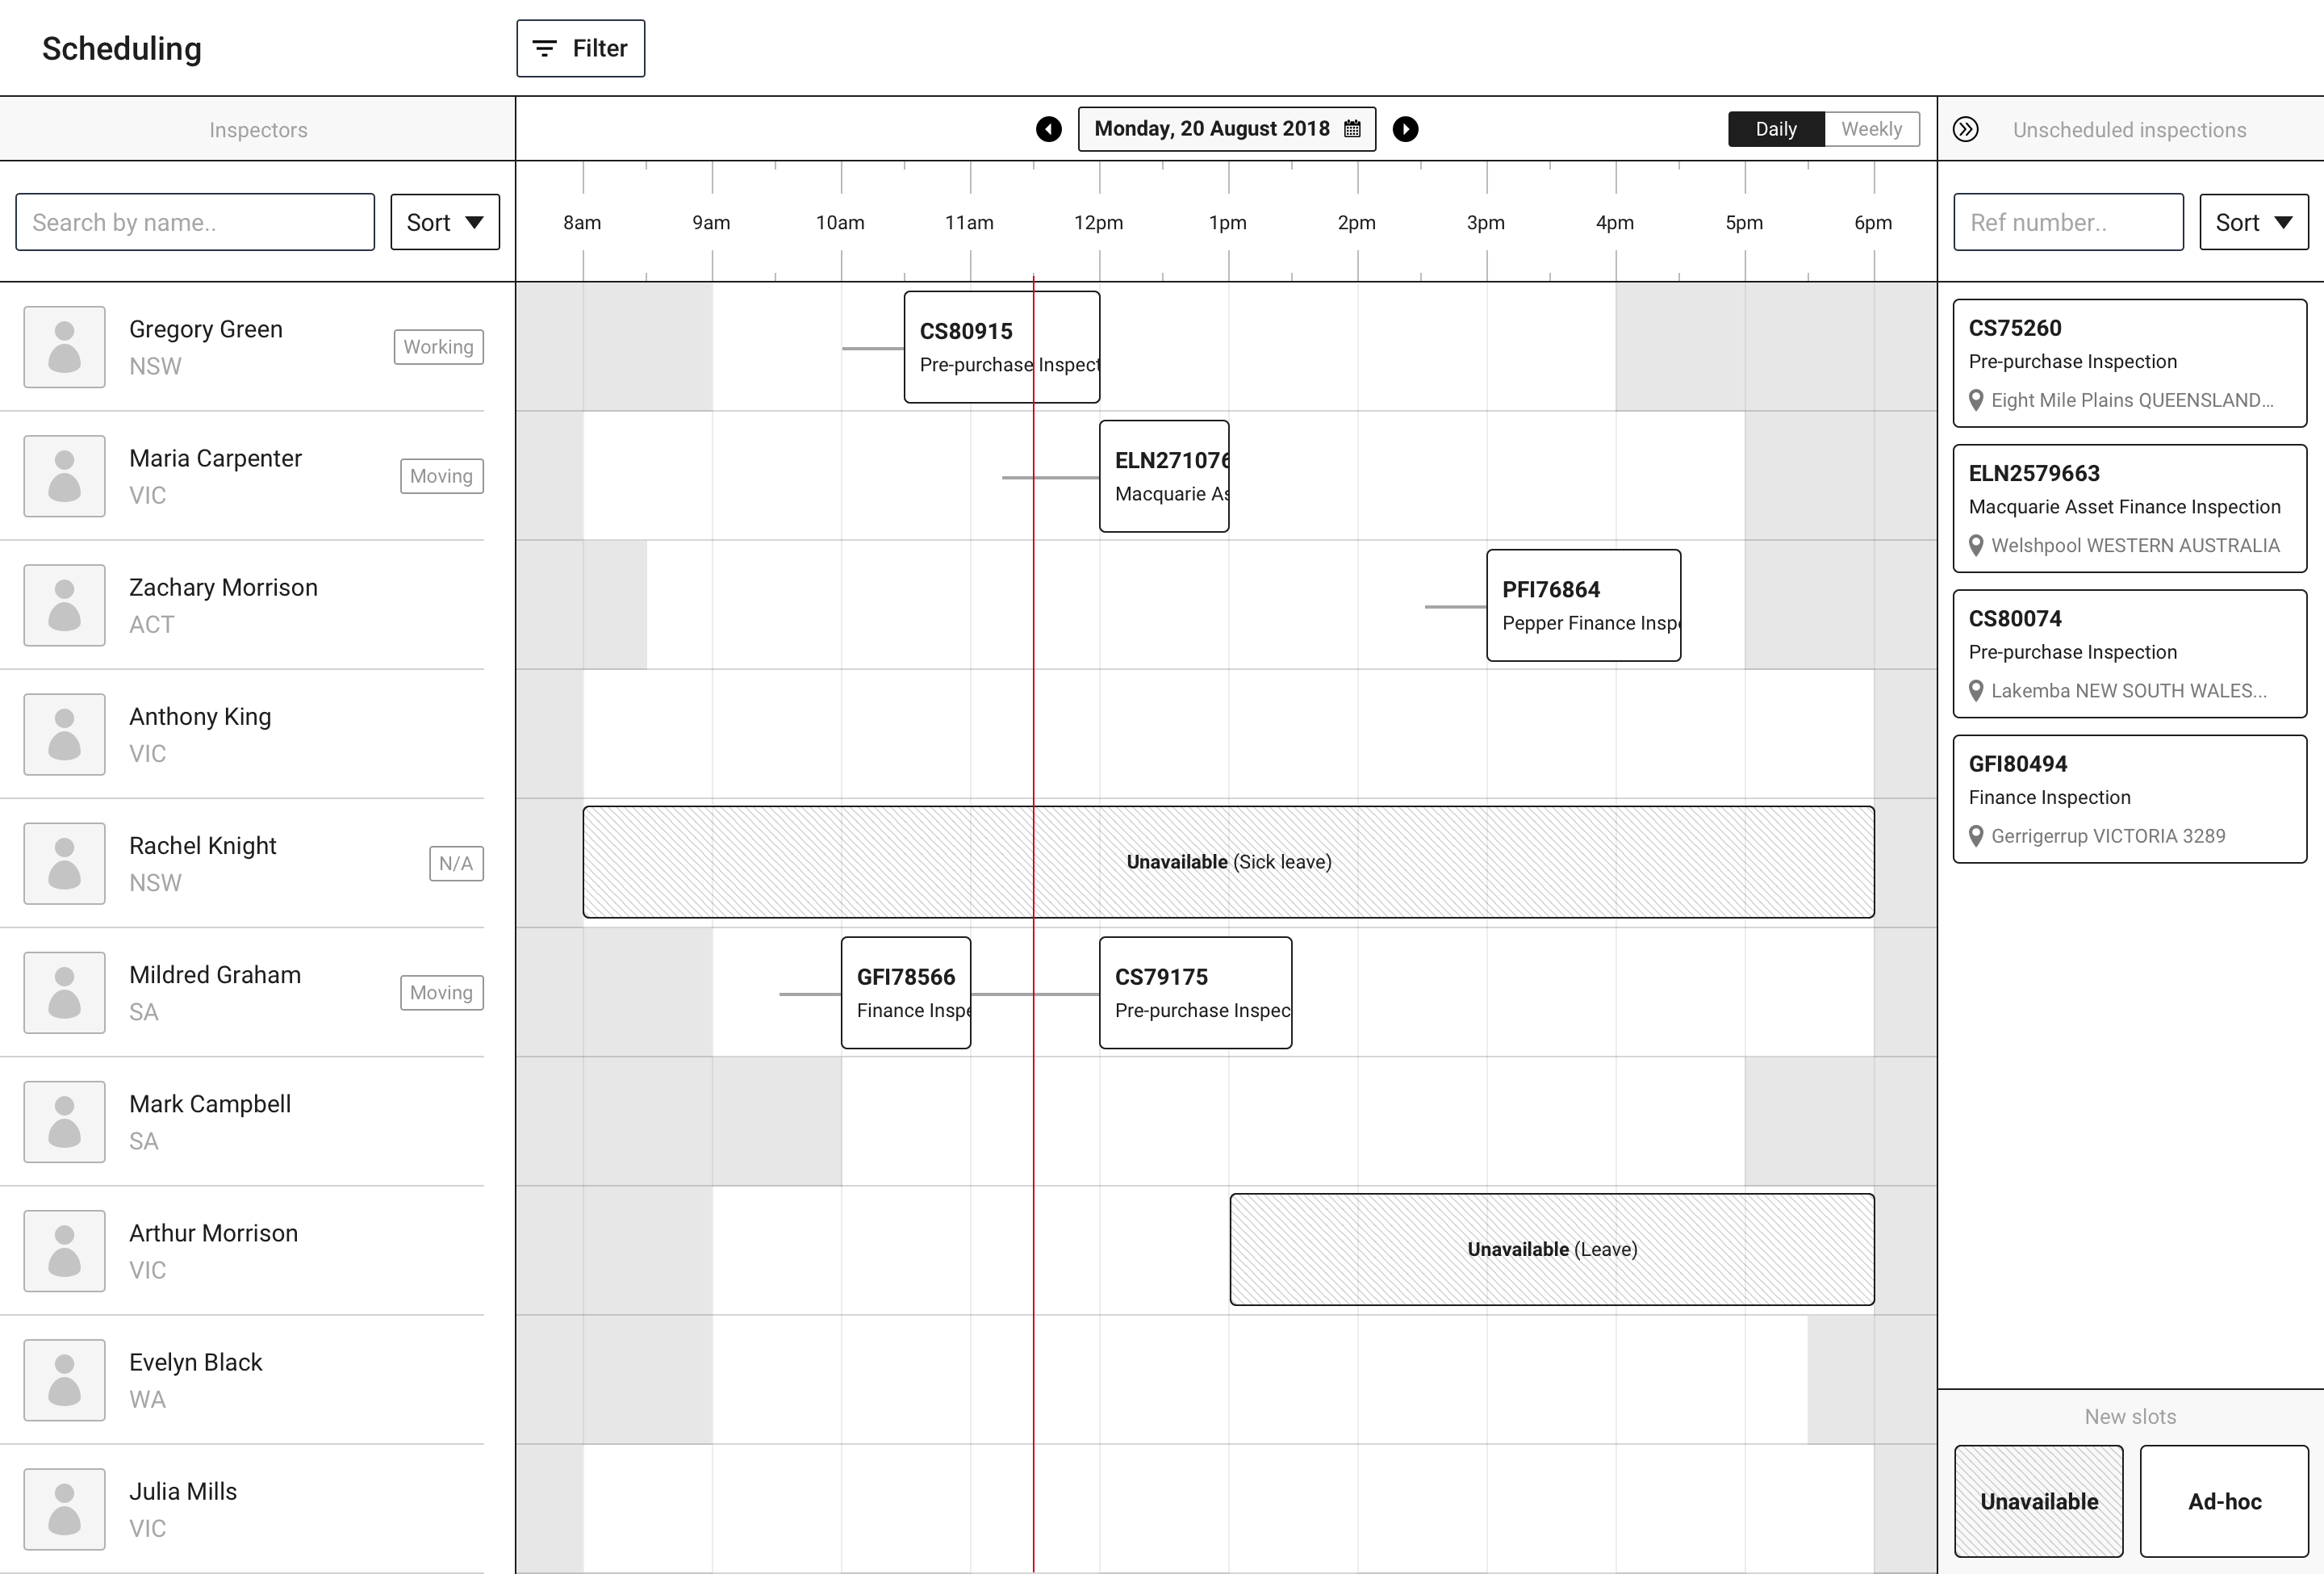 Scheduling
Filter
Inspectors
Monday, 20 August 2018
Daily
Weekly
Unscheduled inspections
Search by name..
Sort
8am 9am 10am 11am 12pm 1pm 2pm 3pm 4pm 5pm 6pm
Ref number..
Sort
Gregory Green
NSW
Working
CS80915
Pre-purchase Inspect
Maria Carpenter
VIC
Moving
ELN271076
Macquarie As
Zachary Morrison
ACT
PFI76864
Pepper Finance Inspe
Anthony King
VIC
Rachel Knight
NSW
N/A
Unavailable (Sick leave)
Mildred Graham
SA
Moving
GFI78566
Finance Inspe
CS79175
Pre-purchase Inspec
Mark Campbell
SA
Arthur Morrison
VIC
Unavailable (Leave)
Evelyn Black
WA
Julia Mills
VIC
CS75260
Pre-purchase Inspection
Eight Mile Plains QUEENSLAND...
ELN2579663
Macquarie Asset Finance Inspection
Welshpool WESTERN AUSTRALIA
CS80074
Pre-purchase Inspection
Lakemba NEW SOUTH WALES...
GFI80494
Finance Inspection
Gerrigerrup VICTORIA 3289
New slots
Unavailable
Ad-hoc